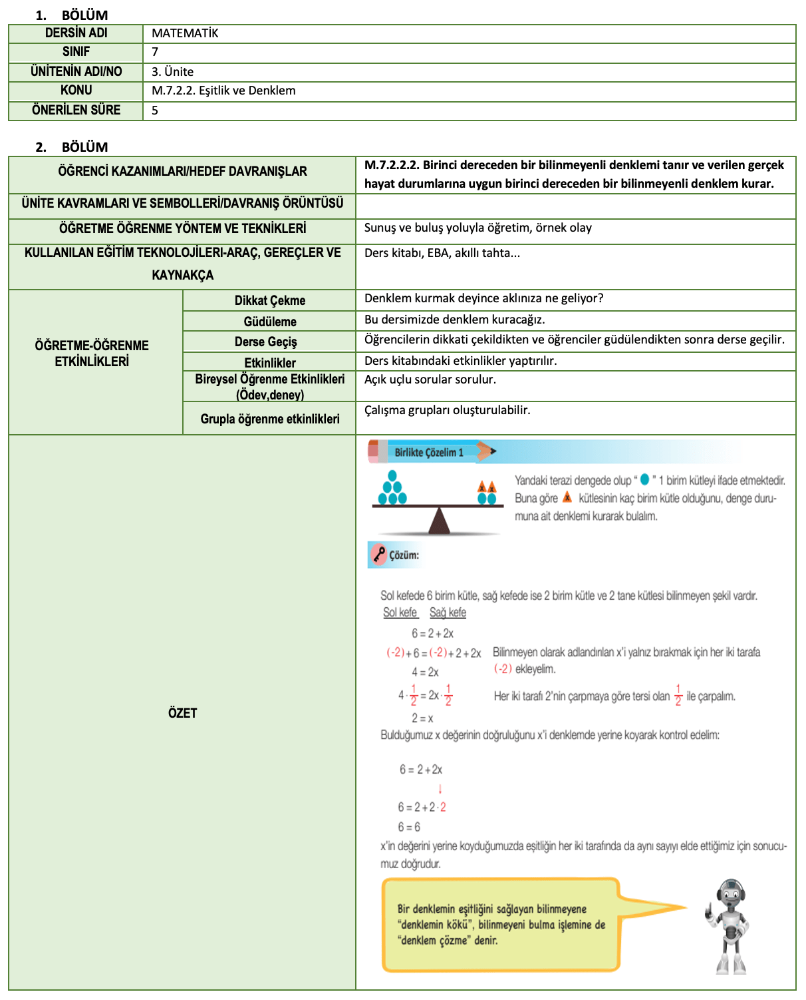 1. BÖLÜM
DERSİN ADI MATEMATİK
SINIF 7
ÜNİTENİN ADI/NO 3. Ünite
KONU M.7.2.2. Eşitlik ve Denklem
ÖNERİLEN SÜRE 5
2. BÖLÜM
ÖĞRENCİ KAZANIMLARI/HEDEF DAVRANIŞLAR
M.7.2.2.2. Birinci dereceden bir bilinmeyenli denklemi tanır ve verilen gerçek
hayat durumlarına uygun birinci dereceden bir bilinmeyenli denklem kurar.
ÜNİTE KAVRAMLARI VE SEMBOLLERİ/DAVRANIŞ ÖRÜNTÜSÜ
ÖĞRETME ÖĞRENME YÖNTEM VE TEKNİKLERİ Sunuş ve buluş yoluyla öğretim, örnek olay
KULLANILAN EĞİTİM TEKNOLOJİLERI-ARAÇ, GEREÇLER VE
KAYNAKÇA
Ders kitabı, EBA, akıllı tahta...
ÖĞRETME-ÖĞRENME
ETKİNLİKLERİ
Dikkat Çekme Denklem kurmak deyince aklınıza ne geliyor?
Güdüleme Bu dersimizde denklem kuracağız.
Derse Geçiş Öğrencilerin dikkati çekildikten ve öğrenciler güdülendikten sonra derse geçilir.
Etkinlikler Ders kitabındaki etkinlikler yaptırılır.
Bireysel Öğrenme Etkinlikleri
(Ödev,deney)
Açık uçlu sorular sorulur.
Grupla öğrenme etkinlikleri Çalışma grupları oluşturulabilir.
ÖZET
Birlikte Çözelim 1
x x
Yandaki terazi dengede olup " " 1 birim kütleyi ifade etmektedir.
Buna göre x kütlesinin kaç birim kütle olduğunu, denge duru-
muna ait denklemi kurarak bulalım.
Çözüm:
Sol kefede 6 birim kütle, sağ kefede ise 2 birim kütle ve 2 tane kütlesi bilinmeyen şekil vardır.
Sol kefe Sağ kefe
6 = 2 + 2x
(-2) + 6 = (-2) + 2 + 2x Bilinmeyen olarak adlandırılan x'i yalnız bırakmak için her iki tarafa
(-2) ekleyelim.
4 = 2x
4 · 1/2 = 2x · 1/2 Her iki tarafı 2'nin çarpmaya göre tersi olan 1/2 ile çarpalım.
2 = x
Bulduğumuz x değerinin doğruluğunu x'i denklemde yerine koyarak kontrol edelim:
6 = 2 + 2x
↓
6 = 2 + 2 · 2
6 = 6
x'in değerini yerine koyduğumuzda eşitliğin her iki tarafında da aynı sayıyı elde ettiğimiz için sonucu-
muz doğrudur.
Bir denklemin eşitliğini sağlayan bilinmeyene
"denklemin kökü", bilinmeyeni bulma işlemine de
"denklem çözme" denir.